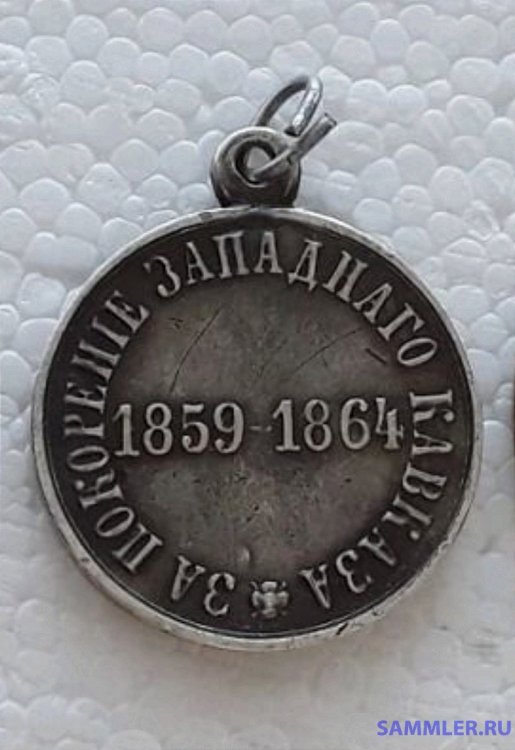 ЗА ПОКОРЕНІЕ ЗАПАДНАГО КАВКАЗА
1859-1864
SAMMLER.RU